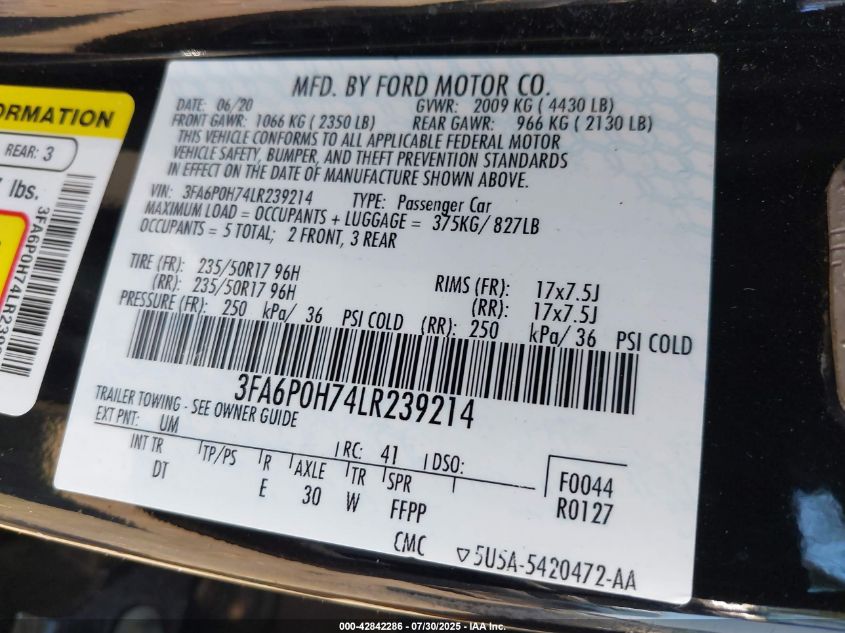 ORMATION
REAR: 3
lbs.
3FA6P0H74LR239
MFD. BY FORD MOTOR CO.
DATE: 06/20 GVWR: 2009 KG ( 4430 LB)
FRONT GAWR: 1066 KG ( 2350 LB) REAR GAWR: 966 KG ( 2130 LB)
THIS VEHICLE CONFORMS TO ALL APPLICABLE FEDERAL MOTOR
VEHICLE SAFETY, BUMPER, AND THEFT PREVENTION STANDARDS
IN EFFECT ON THE DATE OF MANUFACTURE SHOWN ABOVE.
VIN: 3FA6P0H74LR239214 TYPE: Passenger Car
MAXIMUM LOAD = OCCUPANTS + LUGGAGE = 375KG/ 827LB
OCCUPANTS = 5 TOTAL; 2 FRONT, 3 REAR
TIRE (FR): 235/50R17 96H RIMS (FR): 17x7.5J
(RR): 235/50R17 96H (RR): 17x7.5J
PRESSURE (FR): 250 kPa/ 36 PSI COLD (RR): 250 kPa/ 36 PSI COLD
3FA6P0H74LR239214
TRAILER TOWING - SEE OWNER GUIDE
EXT PNT: UM RC: 41 DSO:
INT TR TP/PS R AXLE TR SPR F0044
DT E 30 W FFPP R0127
CMC 5U5A-5420472-AA
000-42842286 - 07/30/2025 - IAA Inc.